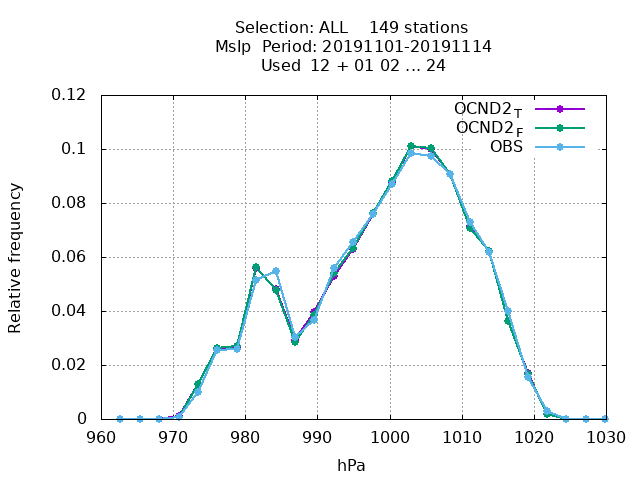 Selection: ALL    149 stations
Mslp  Period: 20191101-20191114
Used  12 + 01 02 ... 24
0.12
0.1
0.08
0.06
0.04
0.02
0
Relative frequency
OCND2_T
OCND2_F
OBS
960 970 980 990 1000 1010 1020 1030
hPa